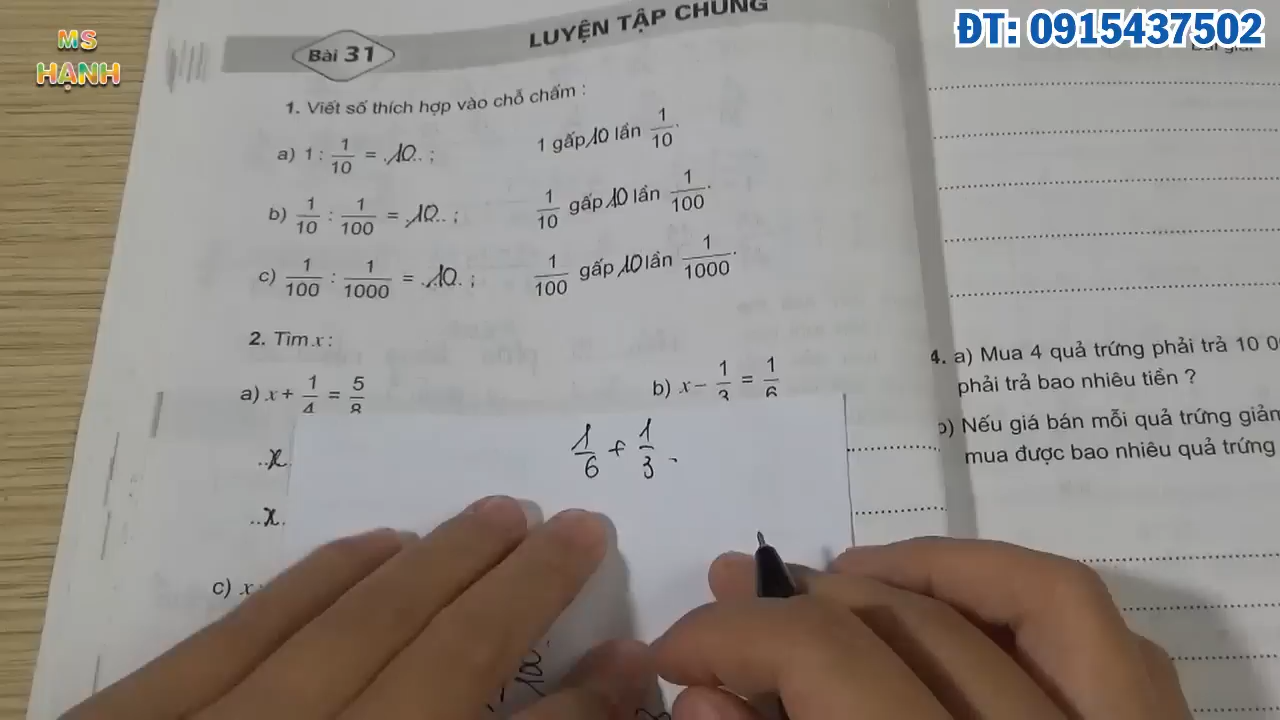 MS
HẠNH
ĐT: 0915437502
Bài 31
LUYỆN TẬP CHUNG
1. Viết số thích hợp vào chỗ chấm :
a) 1 : 1/10 = .10.. ; 1 gấp 10 lần 1/10.
b) 1/10 : 1/100 = .10.. ; 1/10 gấp 10 lần 1/100.
c) 1/100 : 1/1000 = ..10. ; 1/100 gấp 10 lần 1/1000.
2. Tìm x :
a) x + 1/4 = 5/8
b) x – 1/3 = 1/6
1/6 + 1/3
..x
..x.
c) x
4. a) Mua 4 quả trứng phải trả 10 0
phải trả bao nhiêu tiền ?
b) Nếu giá bán mỗi quả trứng giảm
mua được bao nhiêu quả trứng
100